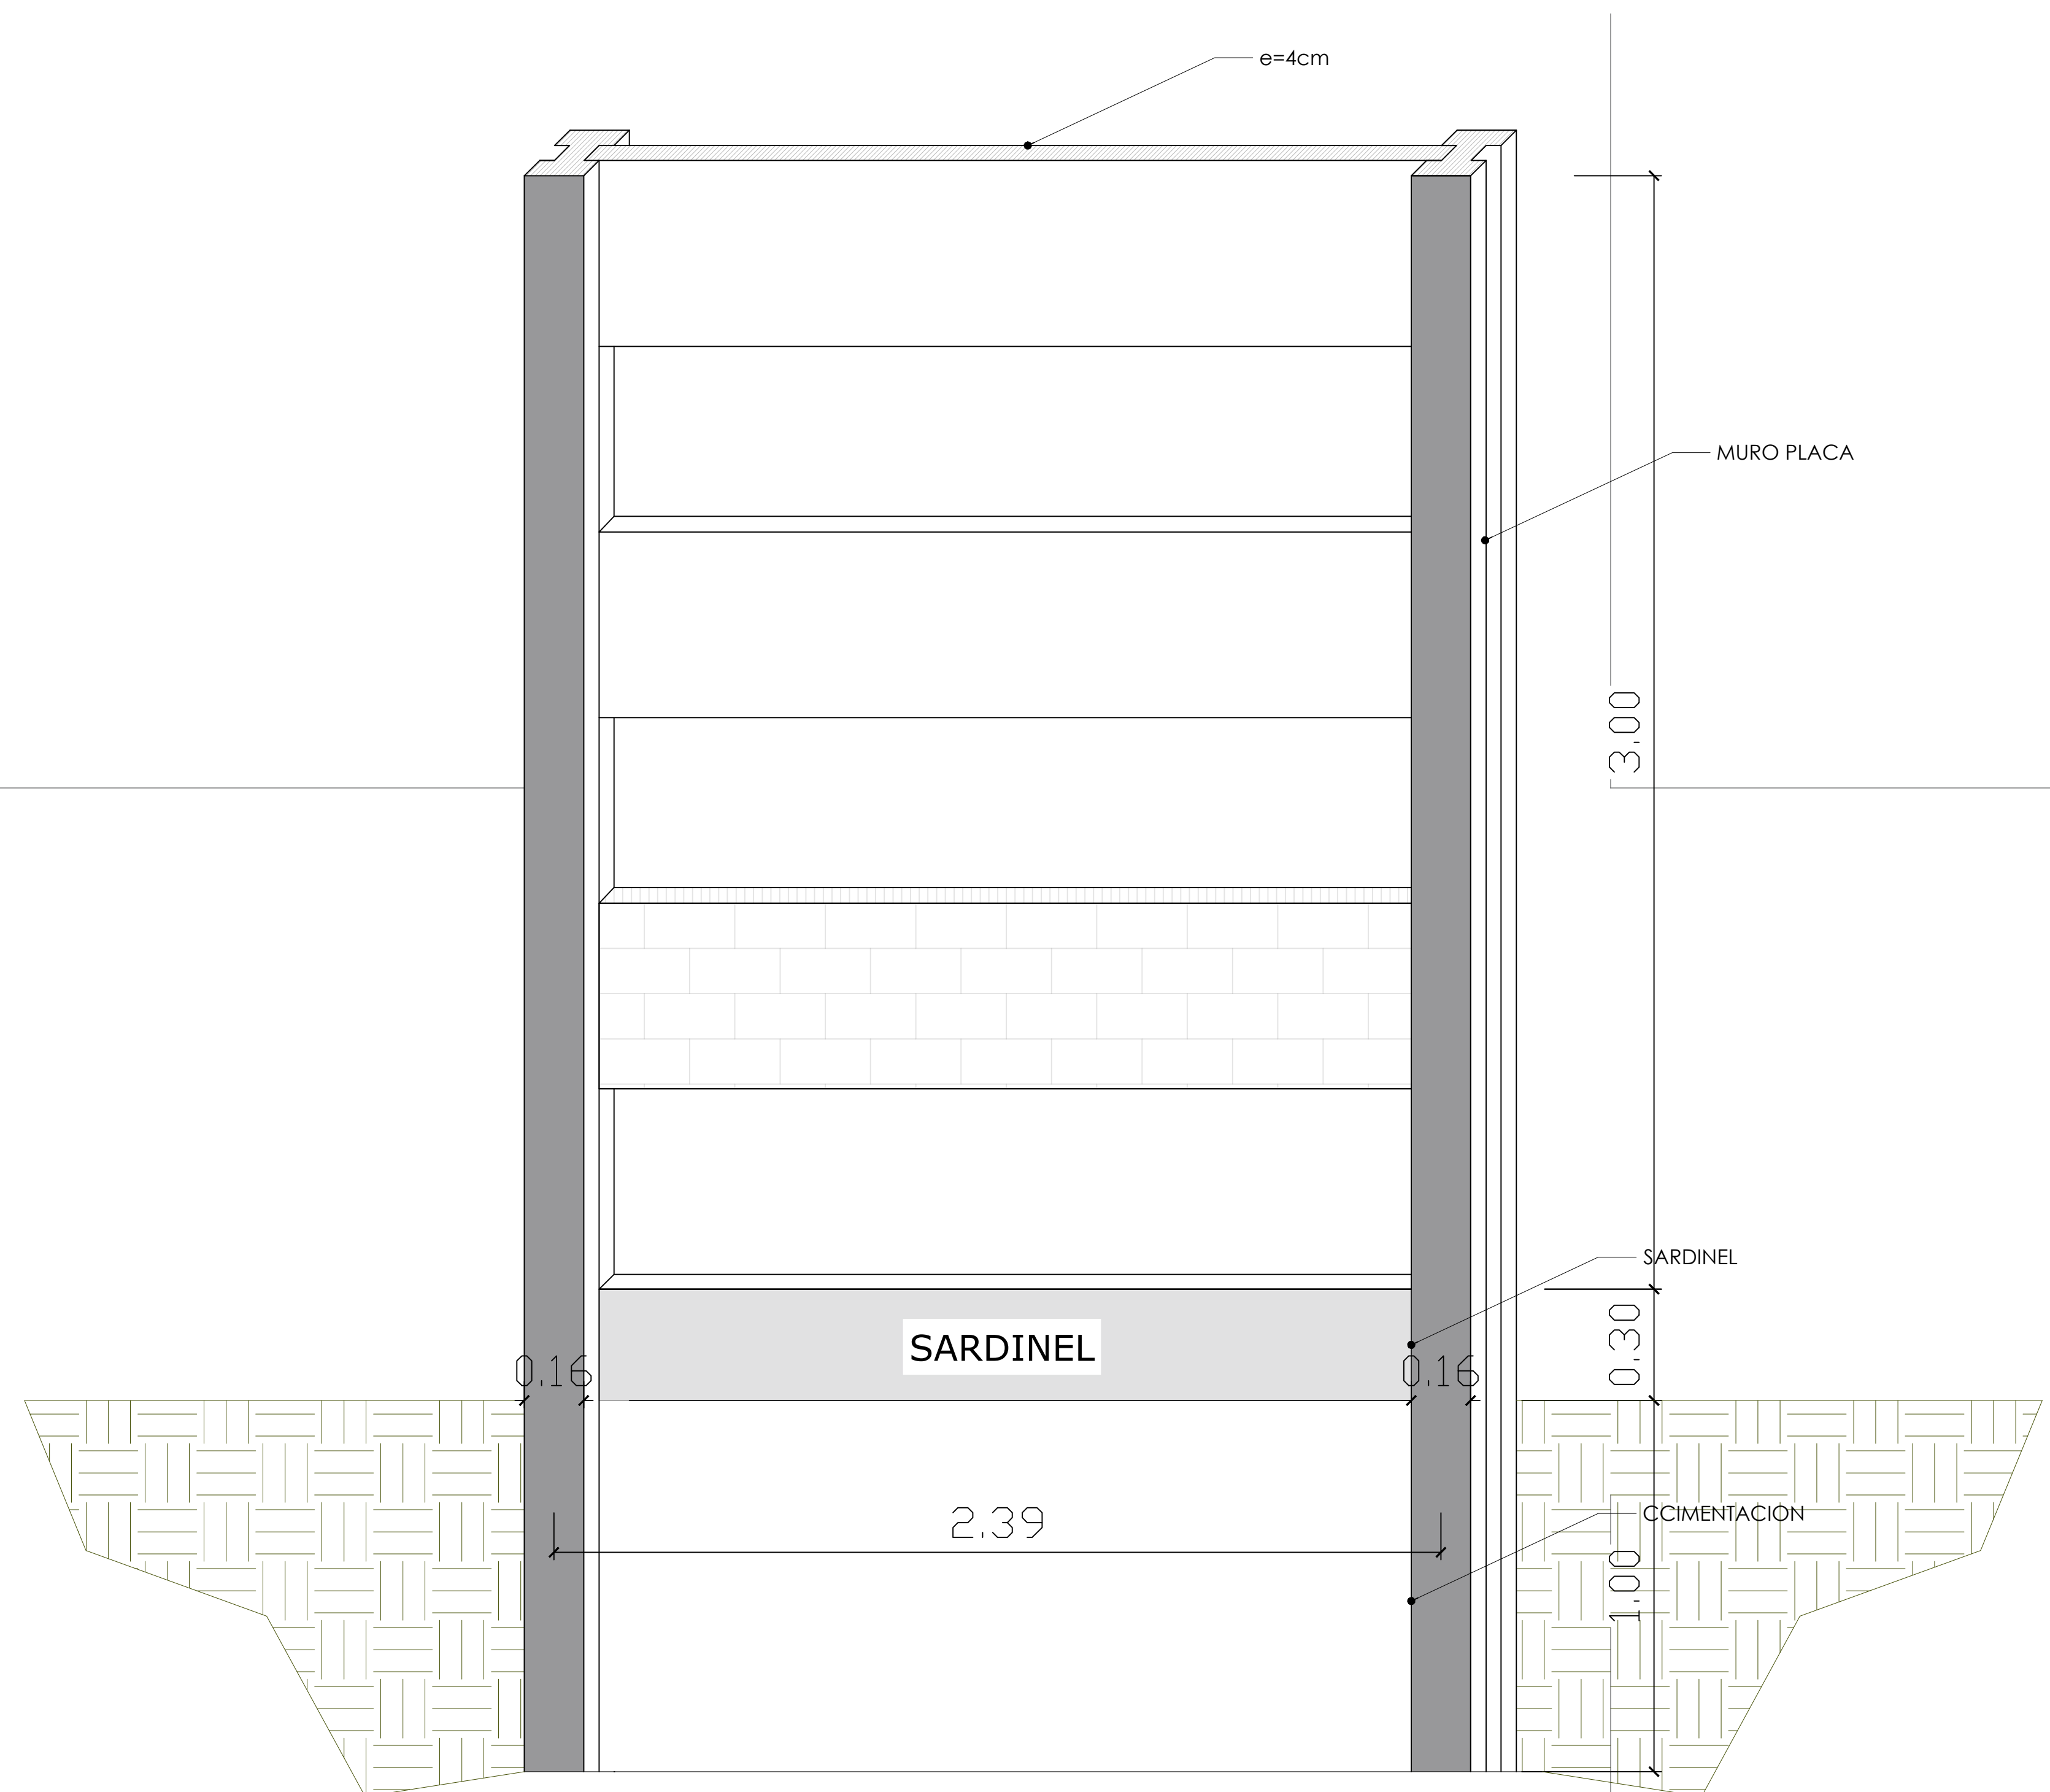 e=4cm
MURO PLACA
3.00
SARDINEL
0.30
SARDINEL
0.16
0.16
CCIMENTACION
2.39
1.00